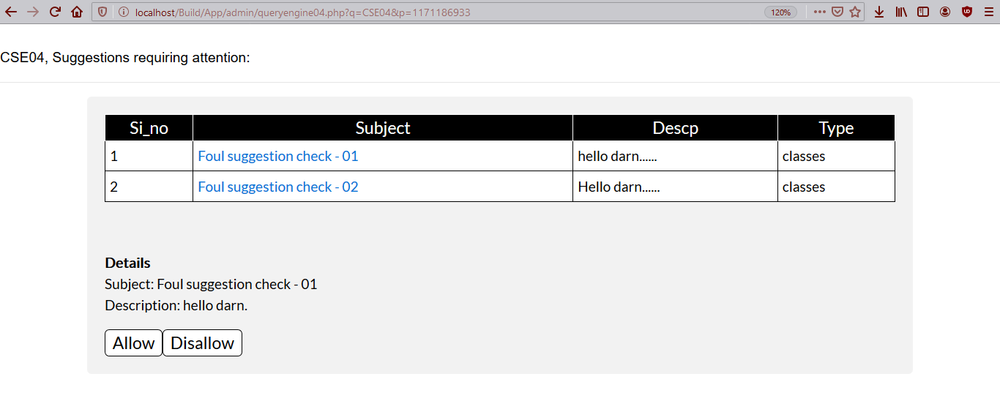 localhost/Build/App/admin/queryengine04.php?q=CSE04&p=1171186933 120%
CSE04, Suggestions requiring attention:
Si_no Subject Descp Type
1 Foul suggestion check - 01 hello darn...... classes
2 Foul suggestion check - 02 Hello darn...... classes
Details
Subject: Foul suggestion check - 01
Description: hello darn.
Allow Disallow